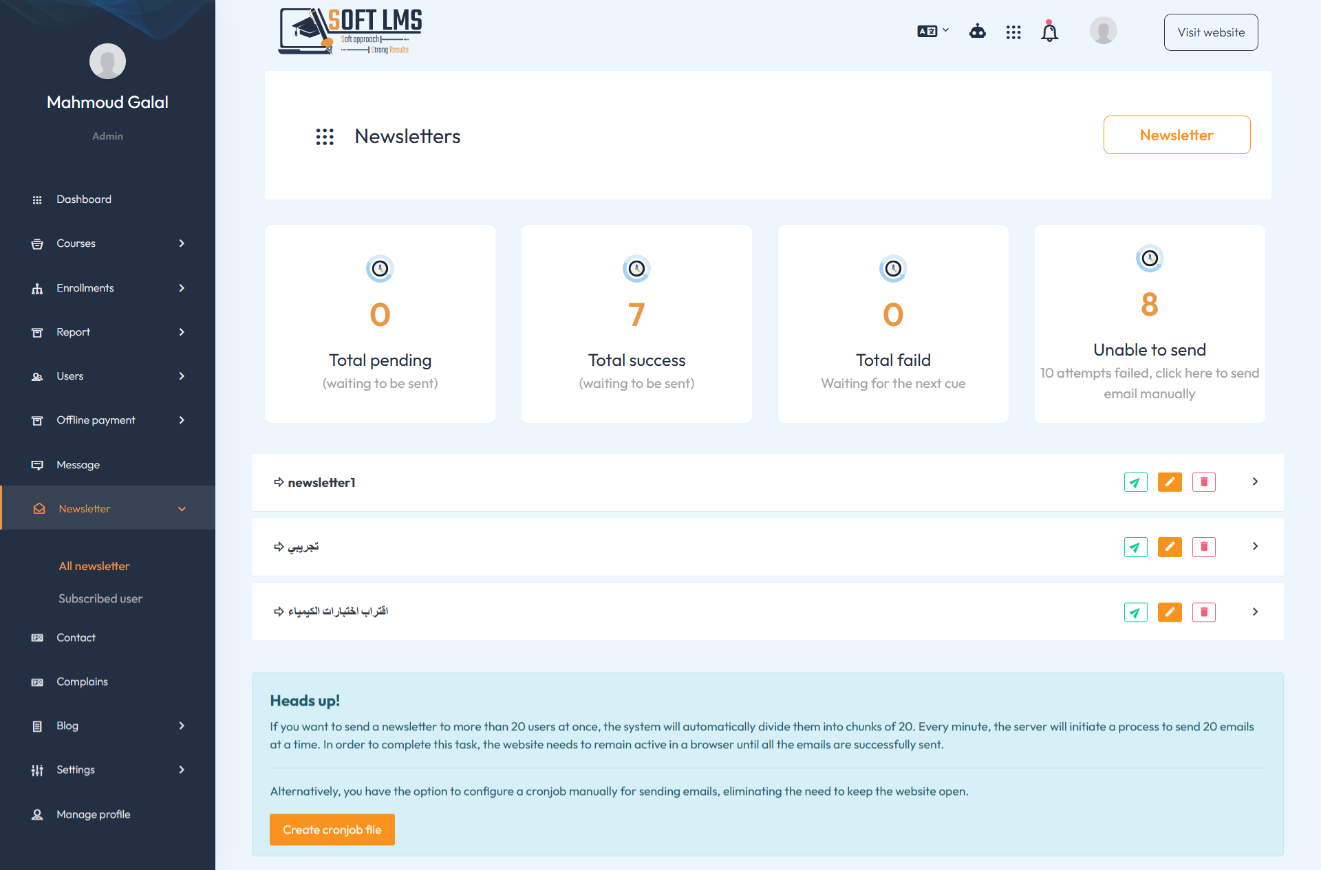 SOFT LMS
Soft approach
Strong Results
Visit website
Mahmoud Galal
Admin
Dashboard
Courses
Enrollments
Report
Users
Offline payment
Message
Newsletter
All newsletter
Subscribed user
Contact
Complains
Blog
Settings
Manage profile
Newsletters
Newsletter
0
Total pending
(waiting to be sent)
7
Total success
(waiting to be sent)
0
Total faild
Waiting for the next cue
8
Unable to send
10 attempts failed, click here to send
email manually
newsletter1
تجريبي
اقتراب اختبارات الكيمياء
Heads up!
If you want to send a newsletter to more than 20 users at once, the system will automatically divide them into chunks of 20. Every minute, the server will initiate a process to send 20 emails
at a time. In order to complete this task, the website needs to remain active in a browser until all the emails are successfully sent.
Alternatively, you have the option to configure a cronjob manually for sending emails, eliminating the need to keep the website open.
Create cronjob file